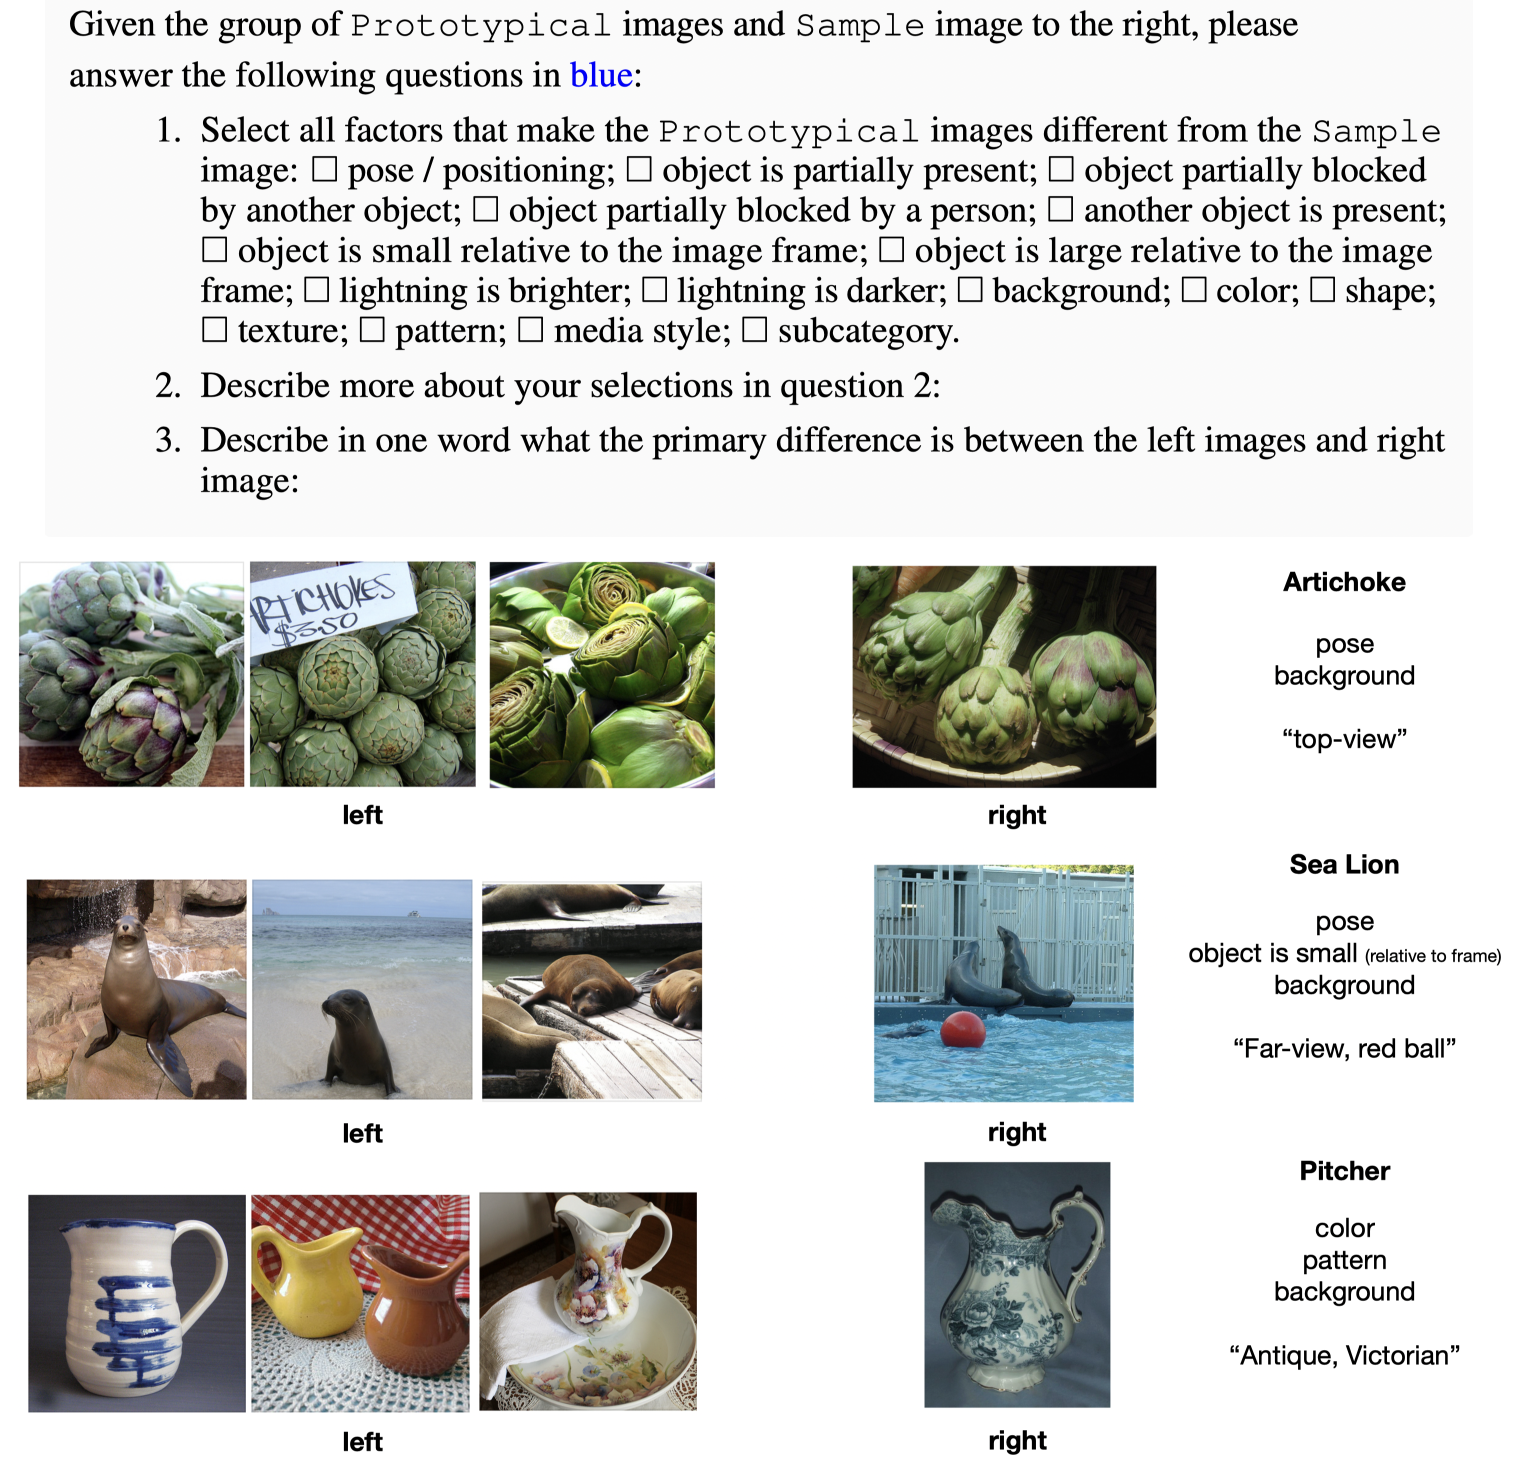 Given the group of Prototypical images and Sample image to the right, please
answer the following questions in blue:
1. Select all factors that make the Prototypical images different from the Sample
image: ☐ pose / positioning; ☐ object is partially present; ☐ object partially blocked
by another object; ☐ object partially blocked by a person; ☐ another object is present;
☐ object is small relative to the image frame; ☐ object is large relative to the image
frame; ☐ lightning is brighter; ☐ lightning is darker; ☐ background; ☐ color; ☐ shape;
☐ texture; ☐ pattern; ☐ media style; ☐ subcategory.
2. Describe more about your selections in question 2:
3. Describe in one word what the primary difference is between the left images and right
image:
ARTICHOKES
$3.50
left
right
Artichoke
pose
background
“top-view”
left
right
Sea Lion
pose
object is small (relative to frame)
background
“Far-view, red ball”
left
right
Pitcher
color
pattern
background
“Antique, Victorian”